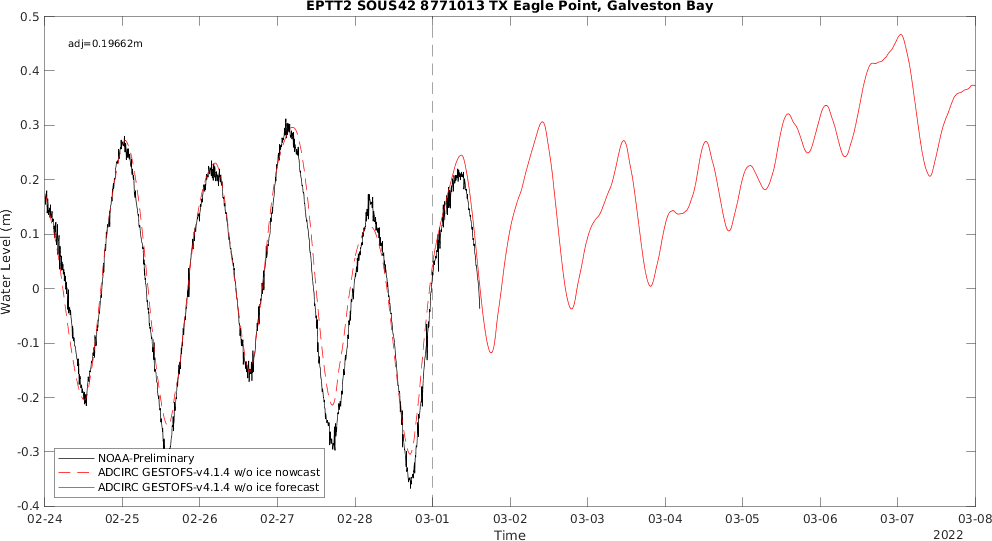 EPTT2 SOUS42 8771013 TX Eagle Point, Galveston Bay
adj=0.19662m
0.5
0.4
0.3
0.2
0.1
0
-0.1
-0.2
-0.3
-0.4
Water Level (m)
NOAA-Preliminary
ADCIRC GESTOFS-v4.1.4 w/o ice nowcast
ADCIRC GESTOFS-v4.1.4 w/o ice forecast
02-24 02-25 02-26 02-27 02-28 03-01 03-02 03-03 03-04 03-05 03-06 03-07 03-08
Time
2022